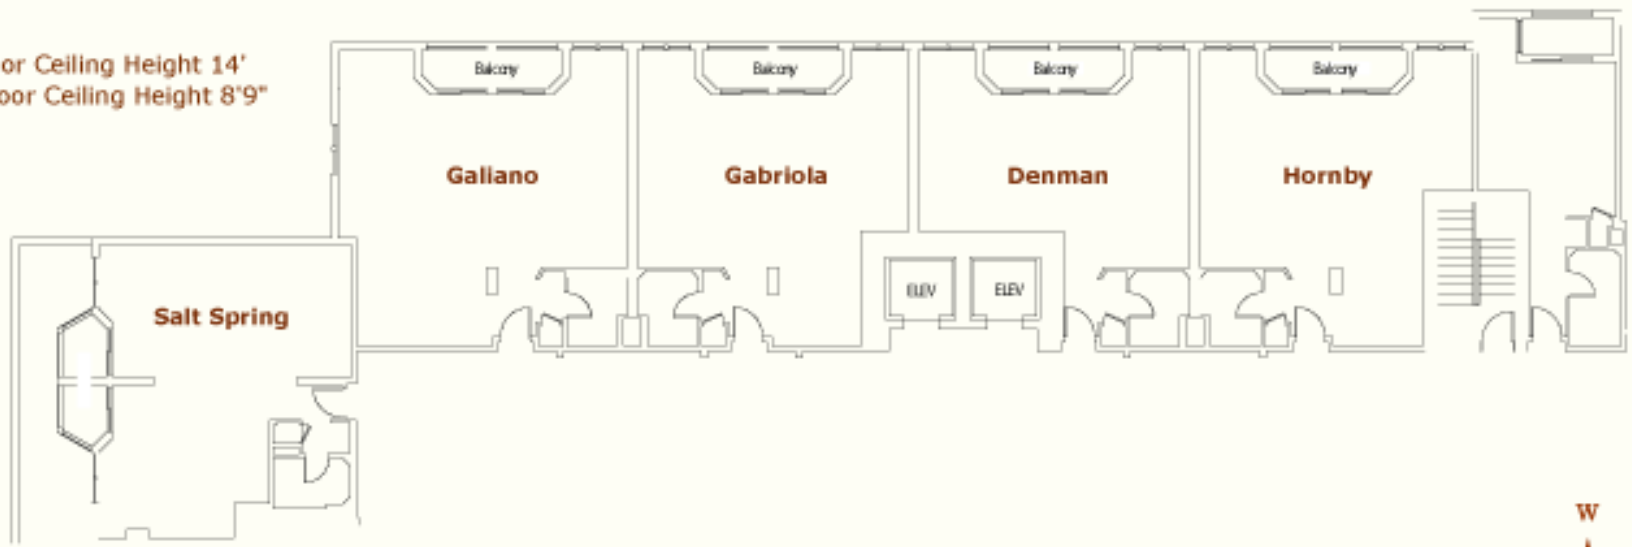 or Ceiling Height 14'
oor Ceiling Height 8'9"
Balcony Balcony Balcony Balcony
Galiano Gabriola Denman Hornby
ELEV ELEV
Salt Spring
W